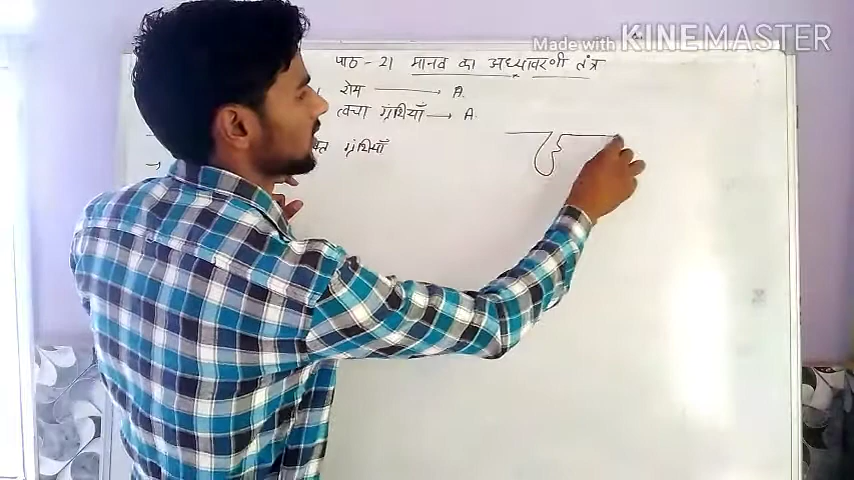 Made with KINEMASTER
पाठ - 21 मानव का अध्यावरणी तंत्र
रोम → A.
त्वचा ग्रंथियाँ → A.
ग्रंथियाँ